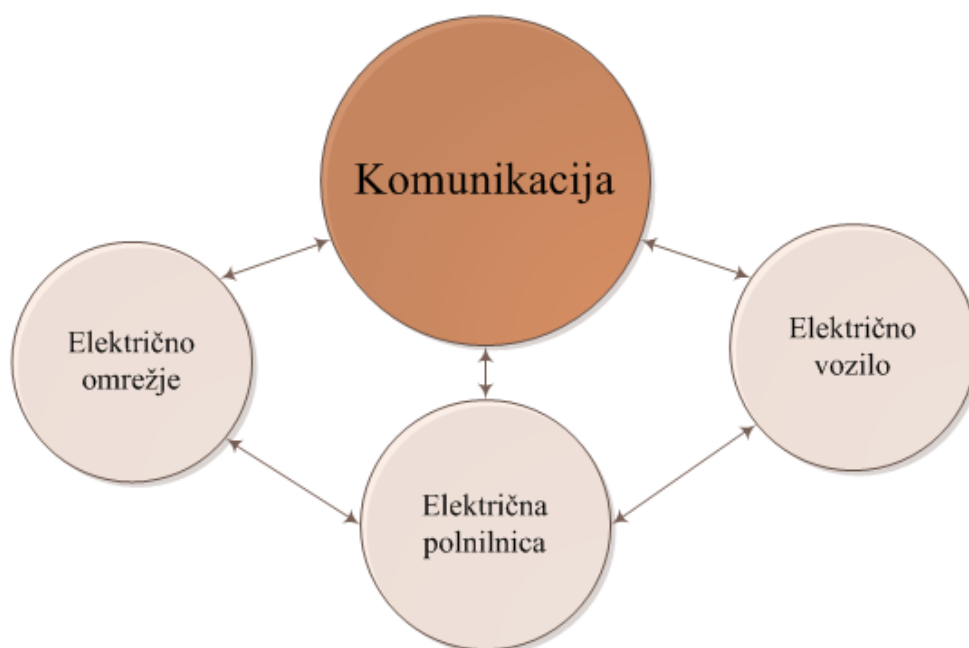 Komunikacija
Električno
omrežje
Električno
vozilo
Električna
polnilnica